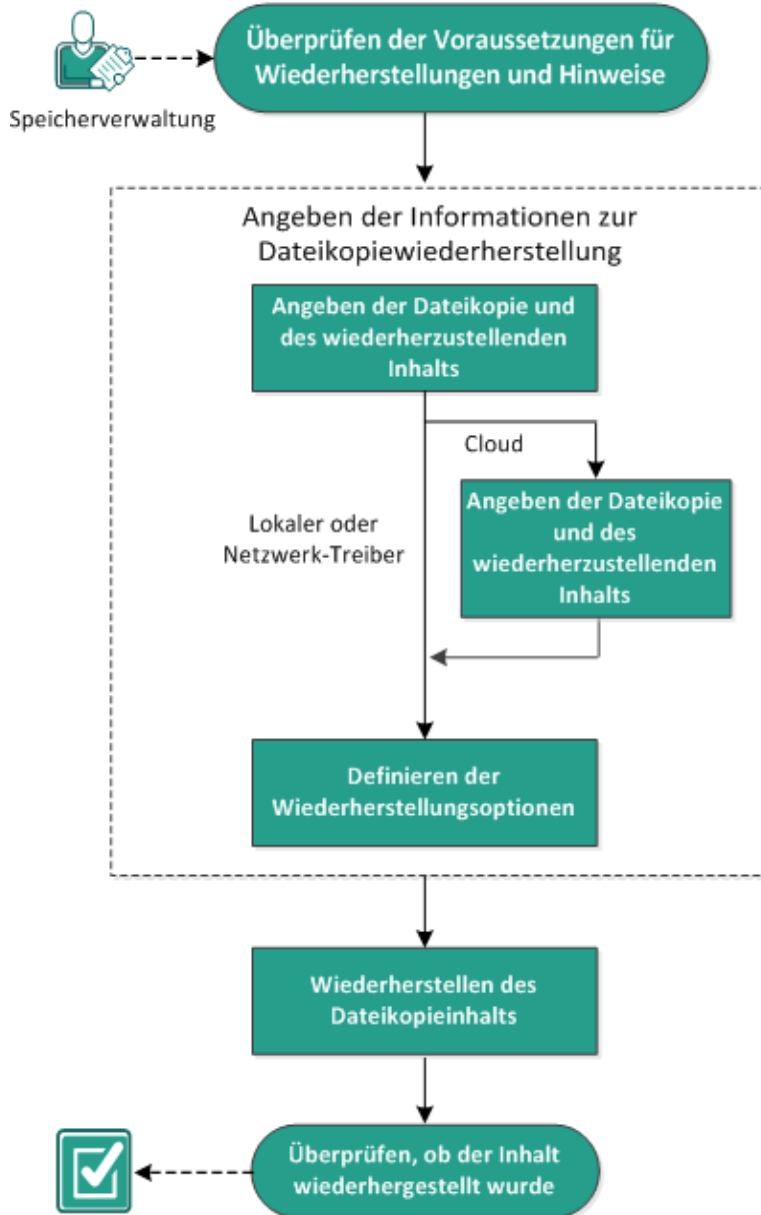 Überprüfen der Voraussetzungen für
Wiederherstellungen und Hinweise
Speicherverwaltung
Angeben der Informationen zur
Dateikopiewiederherstellung
Angeben der Dateikopie und
des wiederherzustellenden
Inhalts
Cloud
Lokaler oder
Netzwerk-Treiber
Angeben der Dateikopie
und des
wiederherzustellenden
Inhalts
Definieren der
Wiederherstellungsoptionen
Wiederherstellen des
Dateikopieinhalts
Überprüfen, ob der Inhalt
wiederhergestellt wurde